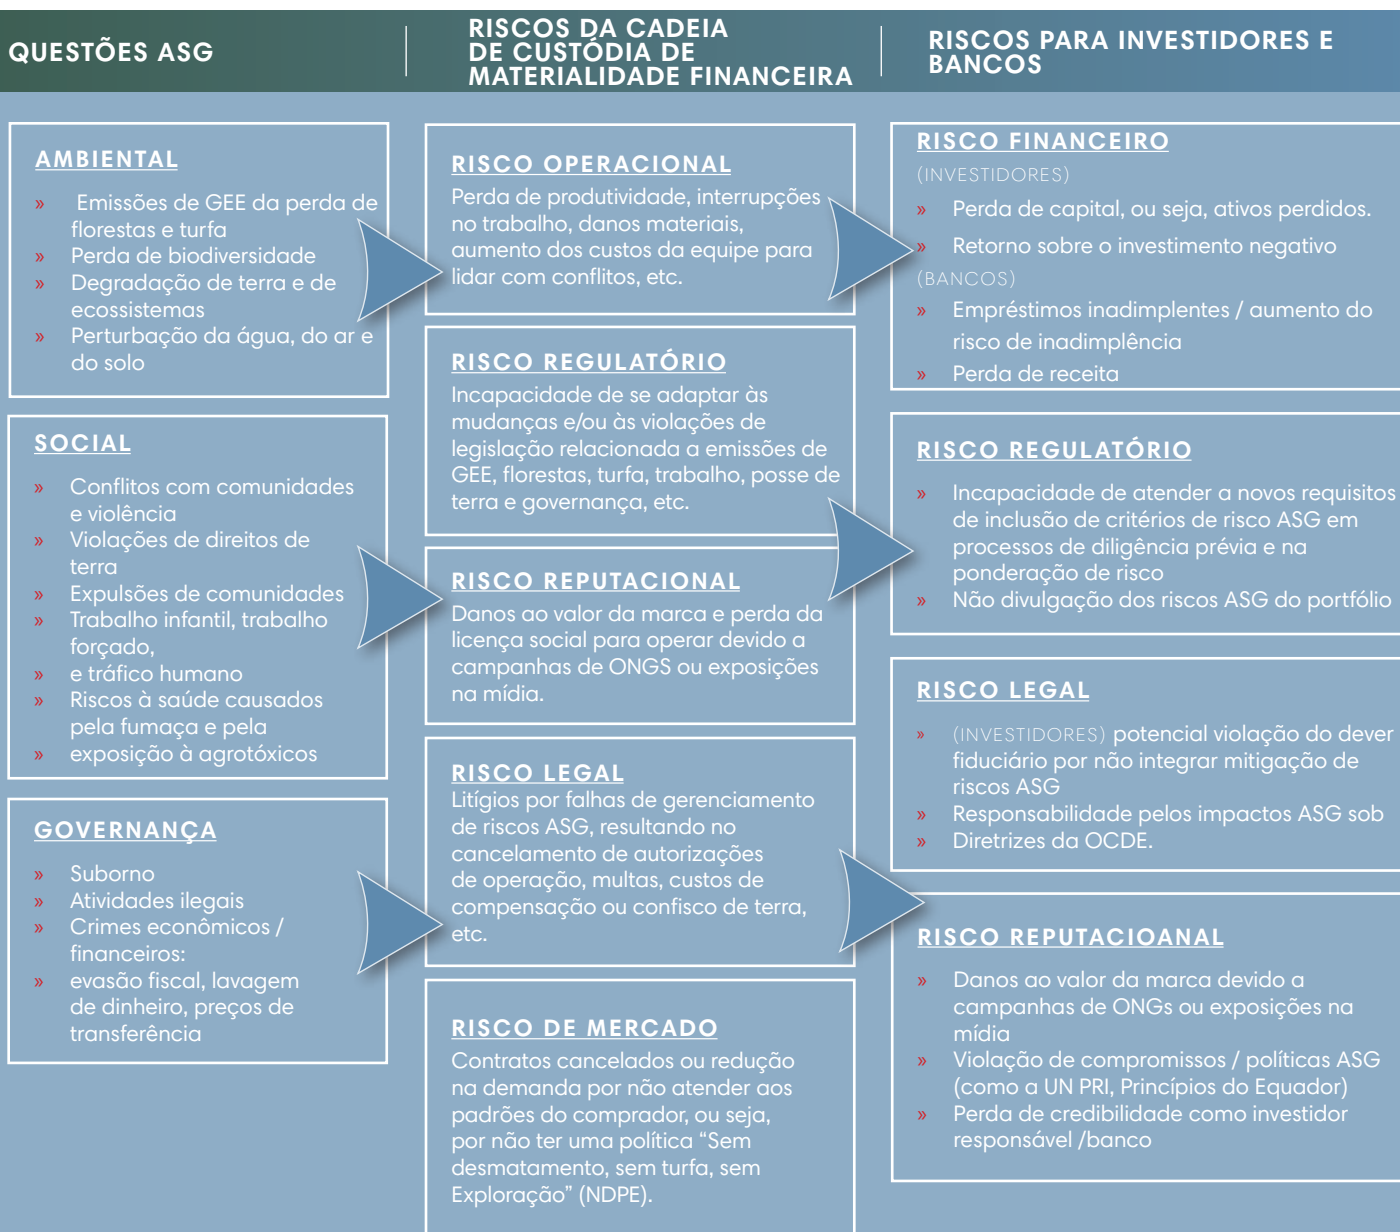 QUESTÕES ASG
RISCOS DA CADEIA
DE CUSTÓDIA DE
MATERIALIDADE FINANCEIRA
RISCOS PARA INVESTIDORES E
BANCOS
AMBIENTAL
» Emissões de GEE da perda de
florestas e turfa
» Perda de biodiversidade
» Degradação de terra e de
ecossistemas
» Perturbação da água, do ar e
do solo
SOCIAL
» Conflitos com comunidades
e violência
» Violações de direitos de
terra
» Expulsões de comunidades
» Trabalho infantil, trabalho
forçado,
» e tráfico humano
» Riscos à saúde causados
pela fumaça e pela
» exposição à agrotóxicos
GOVERNANÇA
» Suborno
» Atividades ilegais
» Crimes econômicos /
financeiros:
» evasão fiscal, lavagem
de dinheiro, preços de
transferência
RISCO OPERACIONAL
Perda de produtividade, interrupções
no trabalho, danos materiais,
aumento dos custos da equipe para
lidar com conflitos, etc.
RISCO REGULATÓRIO
Incapacidade de se adaptar às
mudanças e/ou às violações de
legislação relacionada a emissões de
GEE, florestas, turfa, trabalho, posse de
terra e governança, etc.
RISCO REPUTACIONAL
Danos ao valor da marca e perda da
licença social para operar devido a
campanhas de ONGS ou exposições
na mídia.
RISCO LEGAL
Litígios por falhas de gerenciamento
de riscos ASG, resultando no
cancelamento de autorizações
de operação, multas, custos de
compensação ou confisco de terra,
etc.
RISCO DE MERCADO
Contratos cancelados ou redução
na demanda por não atender aos
padrões do comprador, ou seja,
por não ter uma política “Sem
desmatamento, sem turfa, sem
Exploração” (NDPE).
RISCO FINANCEIRO
(INVESTIDORES)
» Perda de capital, ou seja, ativos perdidos.
» Retorno sobre o investimento negativo
(BANCOS)
» Empréstimos inadimplentes / aumento do
risco de inadimplência
» Perda de receita
RISCO REGULATÓRIO
» Incapacidade de atender a novos requisitos
de inclusão de critérios de risco ASG em
processos de diligência prévia e na
ponderação de risco
» Não divulgação dos riscos ASG do portfólio
RISCO LEGAL
» (INVESTIDORES) potencial violação do dever
fiduciário por não integrar mitigação de
riscos ASG
» Responsabilidade pelos impactos ASG sob
» Diretrizes da OCDE.
RISCO REPUTACIOANAL
» Danos ao valor da marca devido a
campanhas de ONGs ou exposições na
mídia
» Violação de compromissos / políticas ASG
(como a UN PRI, Princípios do Equador)
» Perda de credibilidade como investidor
responsável /banco